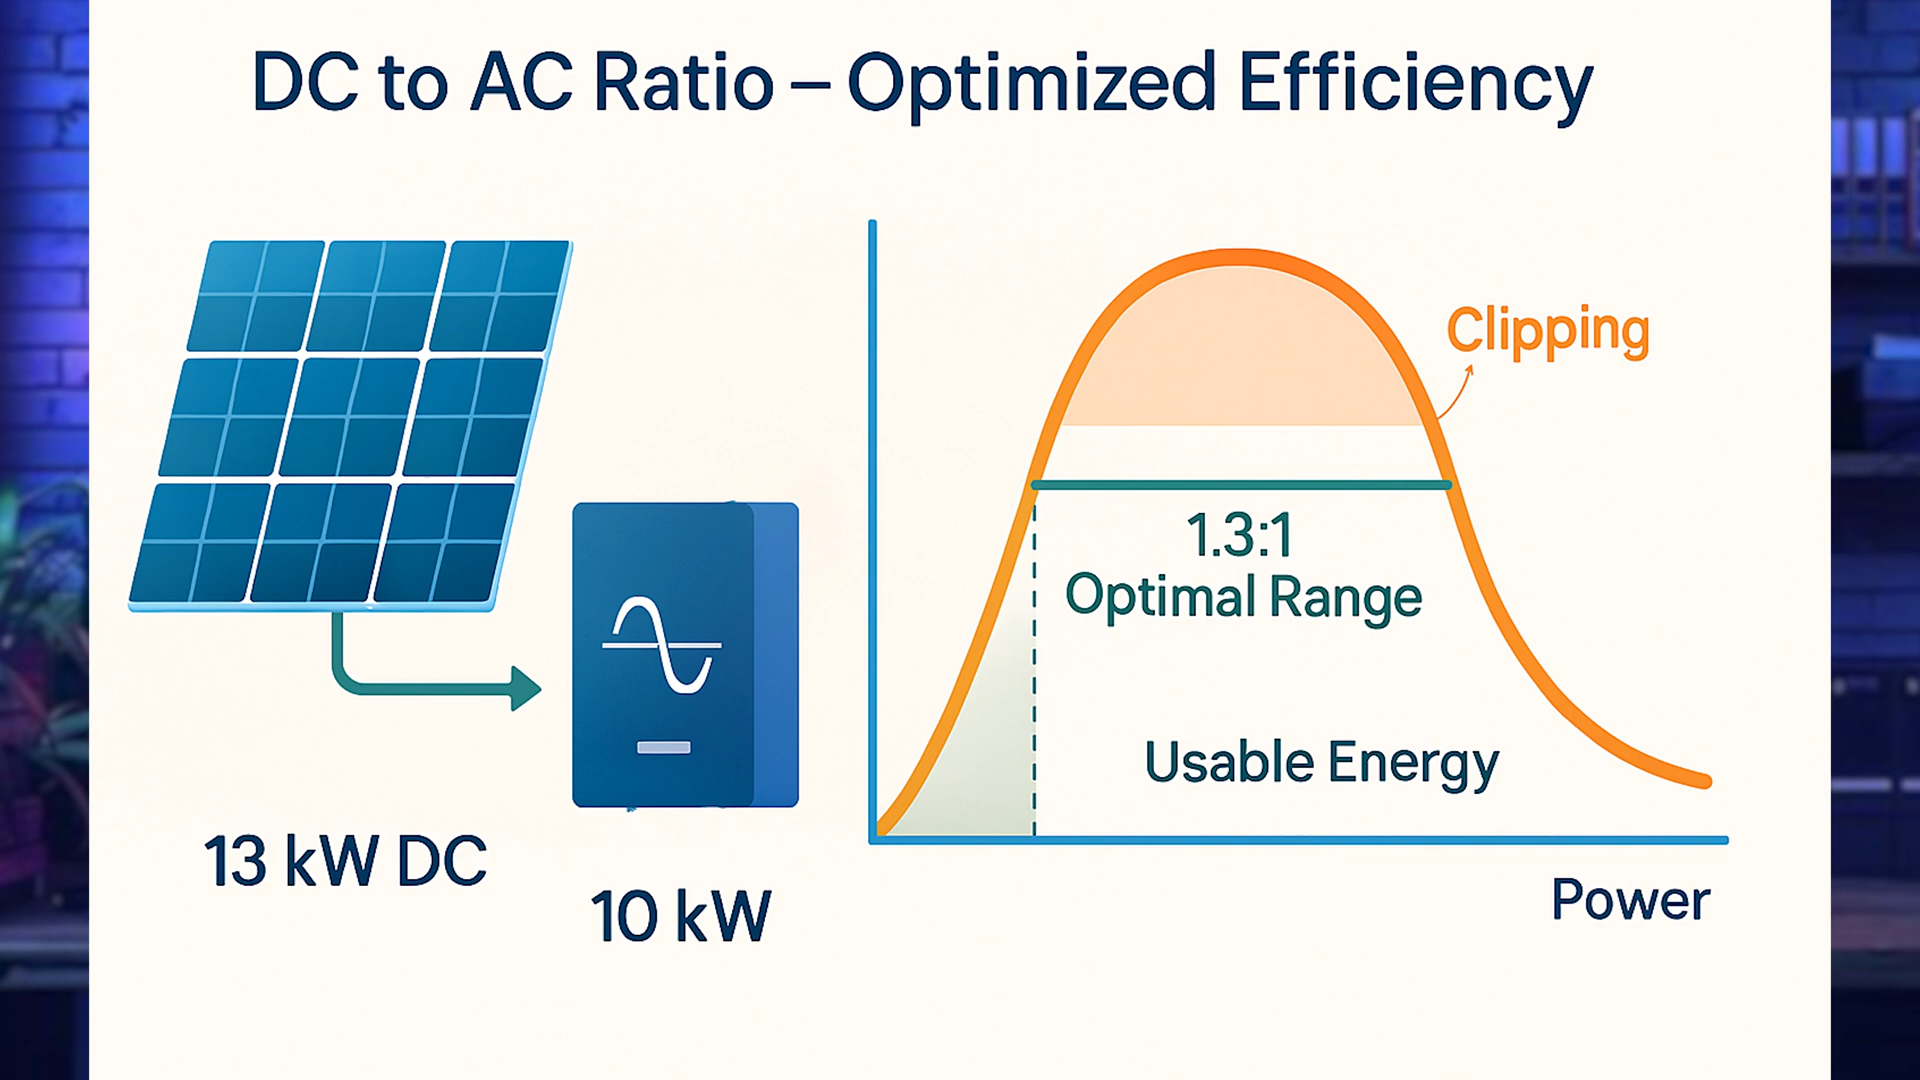 DC to AC Ratio – Optimized Efficiency
13 kW DC
10 kW
Clipping
1.3:1
Optimal Range
Usable Energy
Power